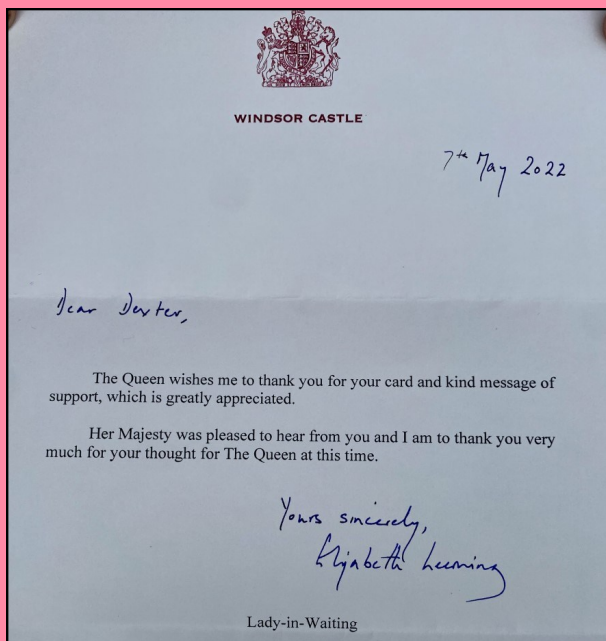 WINDSOR CASTLE
7th May 2022
Dear Dexter,
The Queen wishes me to thank you for your card and kind message of
support, which is greatly appreciated.
Her Majesty was pleased to hear from you and I am to thank you very
much for your thought for The Queen at this time.
Yours sincerely,
Elizabeth Leeming
Lady-in-Waiting